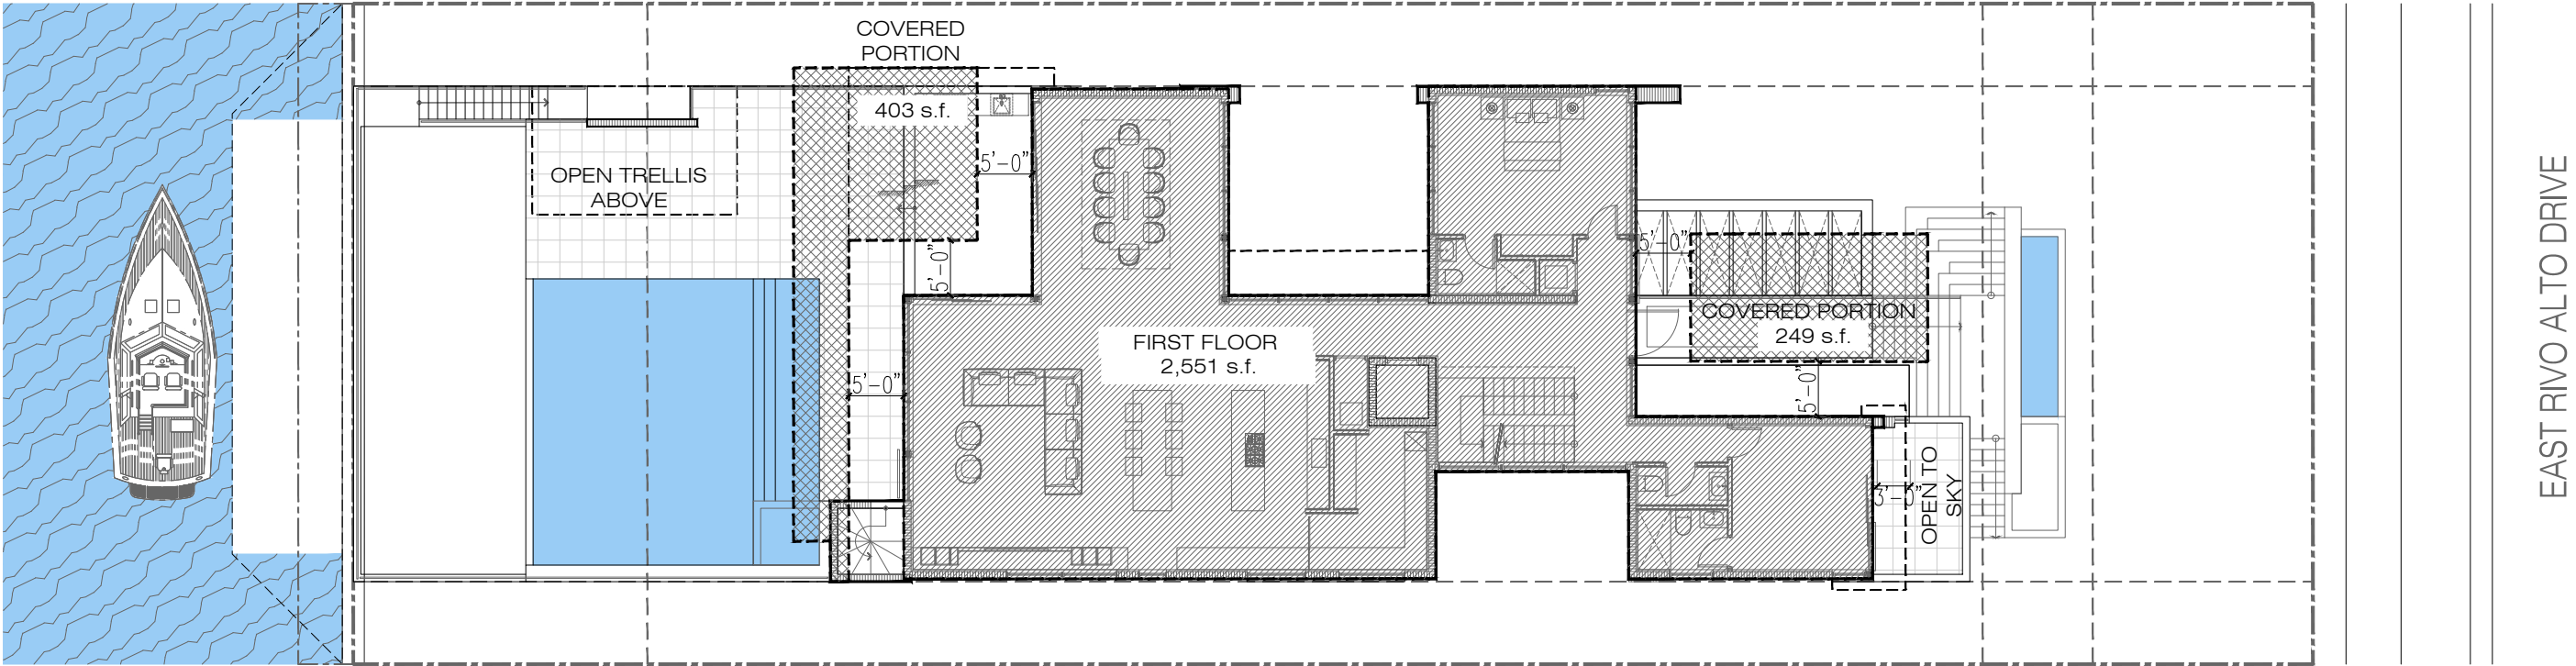 COVERED
PORTION
403 s.f.
5'-0"
OPEN TRELLIS
ABOVE
5'-0"
5'-0"
COVERED PORTION
249 s.f.
FIRST FLOOR
2,551 s.f.
5'-0"
5'-0"
3'-0"
OPEN TO
SKY
EAST RIVO ALTO DRIVE